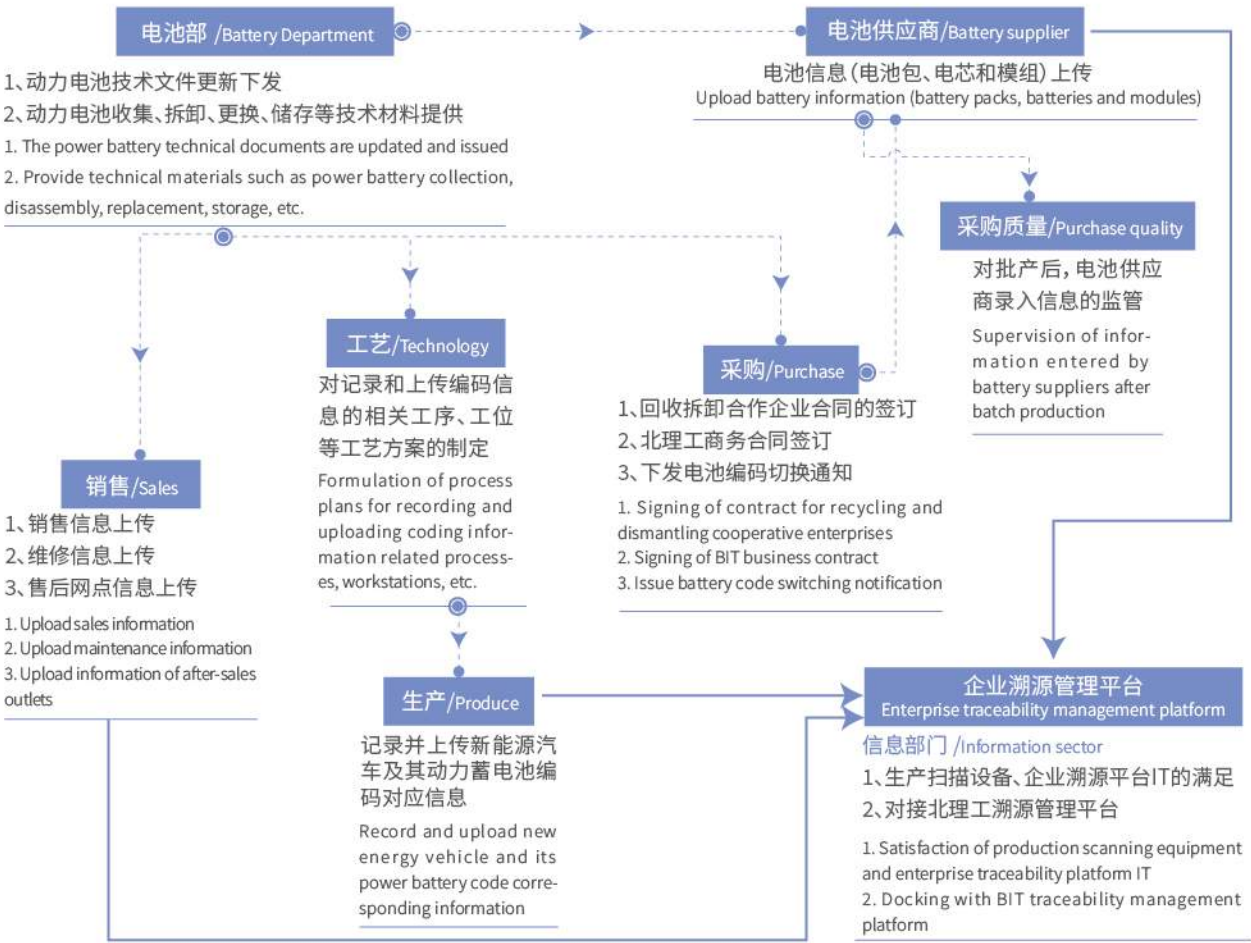 电池部 /Battery Department
1、动力电池技术文件更新下发
2、动力电池收集、拆卸、更换、储存等技术材料提供
1. The power battery technical documents are updated and issued
2. Provide technical materials such as power battery collection,
disassembly, replacement, storage, etc.
电池供应商/Battery supplier
电池信息(电池包、电芯和模组)上传
Upload battery information (battery packs, batteries and modules)
采购质量/Purchase quality
对批产后，电池供应
商录入信息的监管
Supervision of infor-
mation entered by
battery suppliers after
batch production
工艺/Technology
对记录和上传编码信
息的相关工序、工位
等工艺方案的制定
Formulation of process
plans for recording and
uploading coding infor-
mation related process-
es, workstations, etc.
采购/Purchase
1、回收拆卸合作企业合同的签订
2、北理工商务合同签订
3、下发电池编码切换通知
1. Signing of contract for recycling and
dismantling cooperative enterprises
2. Signing of BIT business contract
3. Issue battery code switching notification
销售/Sales
1、销售信息上传
2、维修信息上传
3、售后网点信息上传
1. Upload sales information
2. Upload maintenance information
3. Upload information of after-sales
outlets
生产/Produce
记录并上传新能源汽
车及其动力蓄电池编
码对应信息
Record and upload new
energy vehicle and its
power battery code corre-
sponding information
企业溯源管理平台
Enterprise traceability management platform
信息部门 /Information sector
1、生产扫描设备、企业溯源平台IT的满足
2、对接北理工溯源管理平台
1. Satisfaction of production scanning equipment
and enterprise traceability platform IT
2. Docking with BIT traceability management
platform